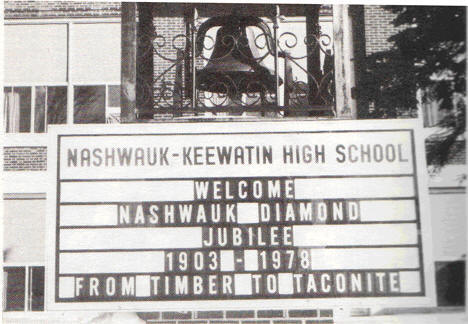 NASHWAUK-KEEWATIN HIGH SCHOOL
WELCOME
NASHWAUK DIAMOND
JUBILEE
1903 - 1978
FROM TIMBER TO TACONITE